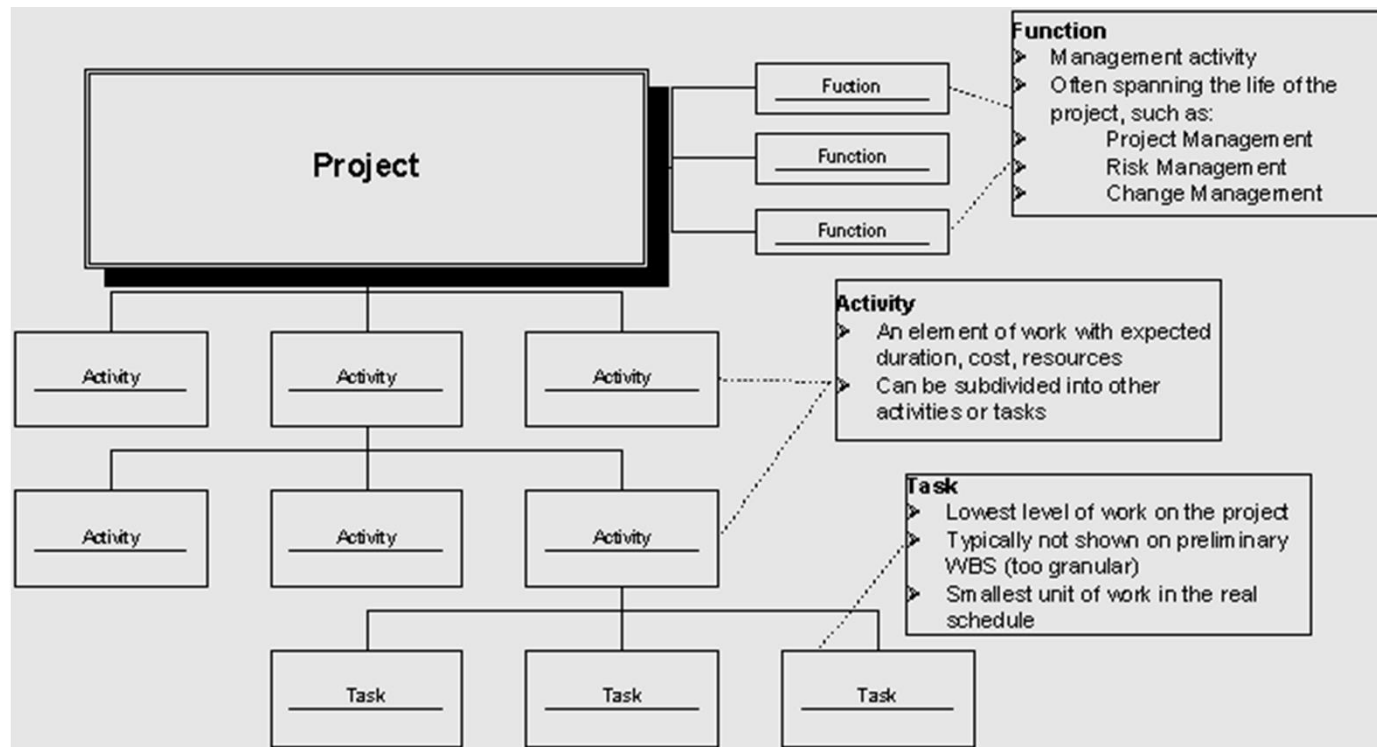 Project
Fuction
Function
Function
Function
➢ Management activity
➢ Often spanning the life of the
project, such as:
➢ Project Management
➢ Risk Management
➢ Change Management
Activity
Activity
Activity
Activity
➢ An element of work with expected
duration, cost, resources
➢ Can be subdivided into other
activities or tasks
Activity
Activity
Activity
Task
➢ Lowest level of work on the project
➢ Typically not shown on preliminary
WBS (too granular)
➢ Smallest unit of work in the real
schedule
Task
Task
Task